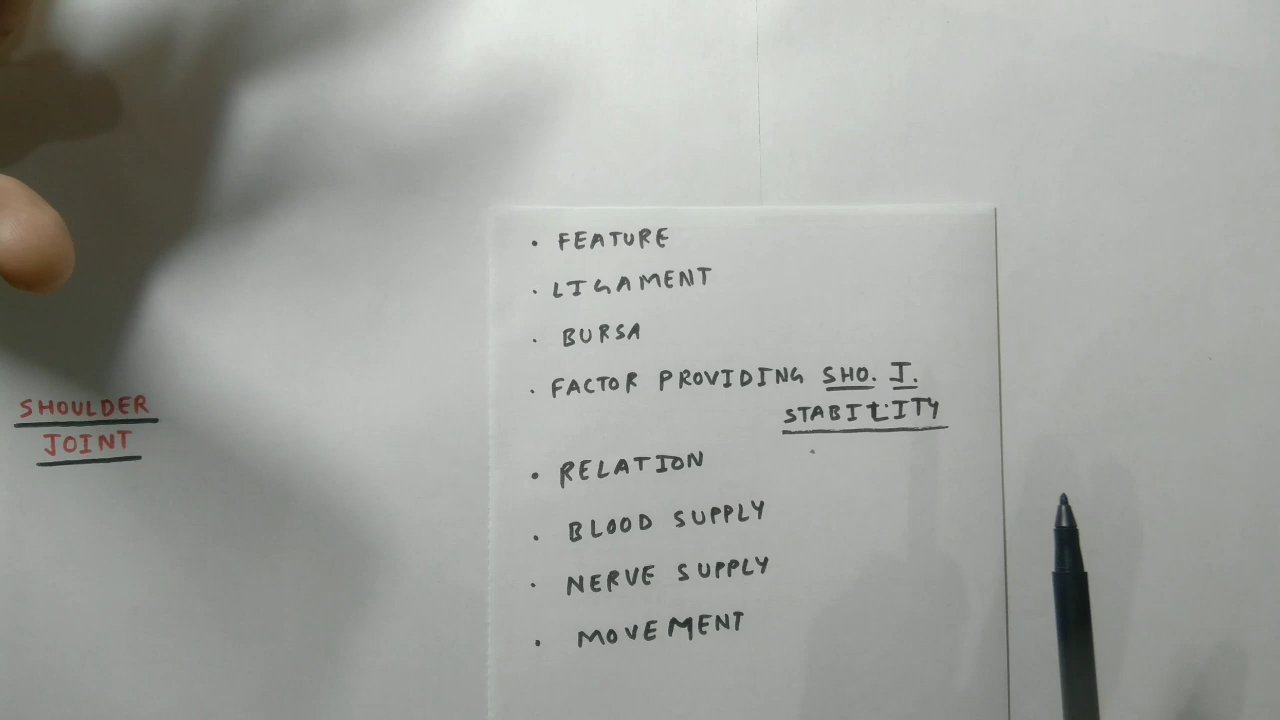 SHOULDER
JOINT
• FEATURE
• LIGAMENT
• BURSA
• FACTOR PROVIDING SHO. J.
STABILITY
• RELATION
• BLOOD SUPPLY
• NERVE SUPPLY
• MOVEMENT